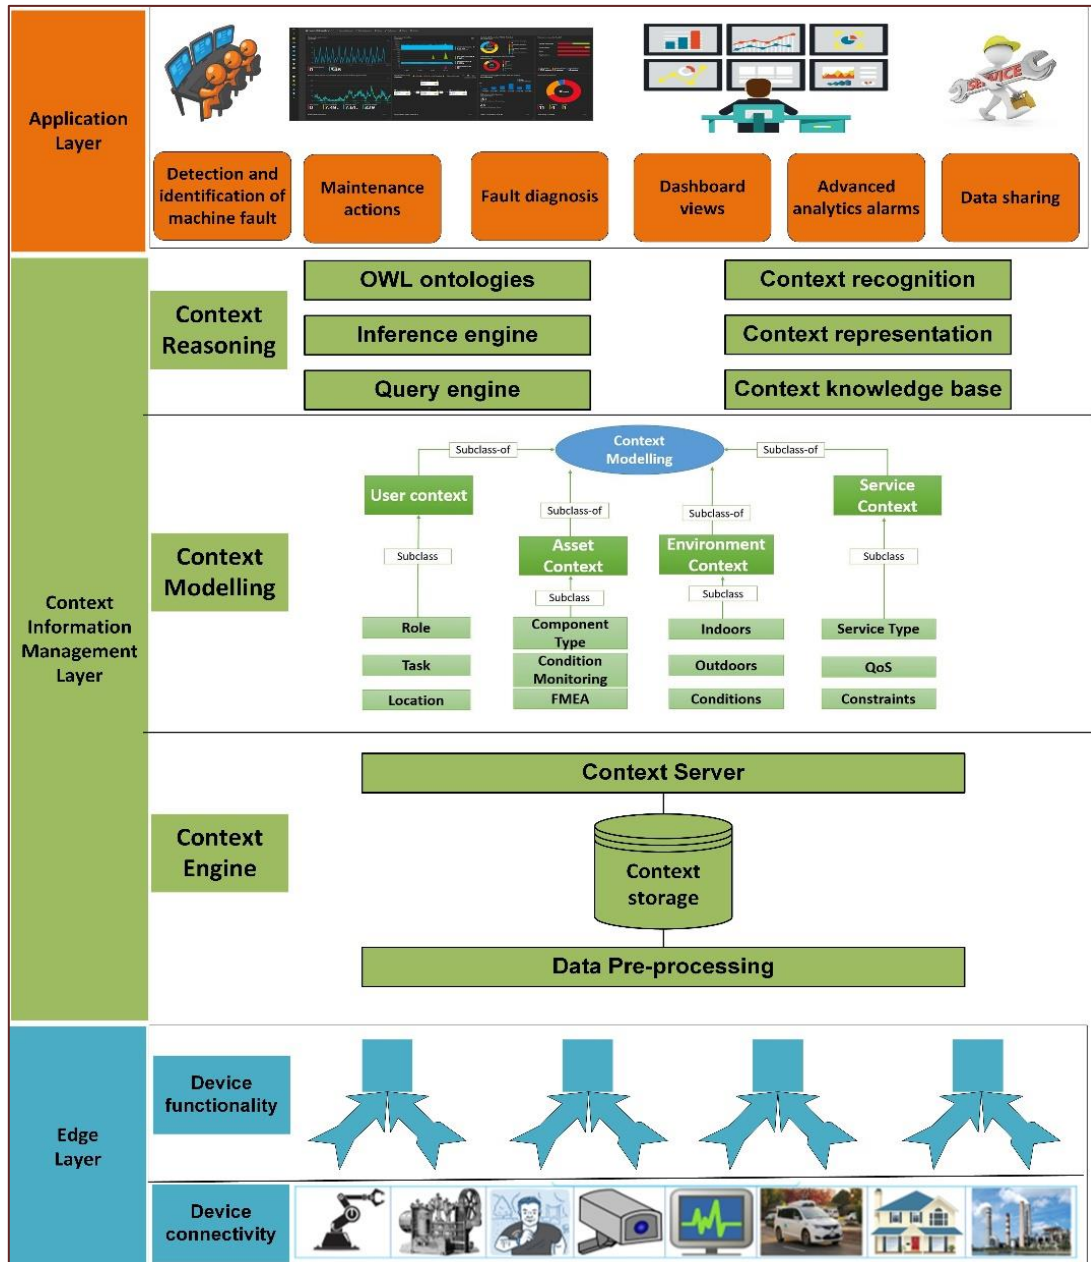 Application
Layer
SERVICE
Detection and
identification of
machine fault
Maintenance
actions
Fault diagnosis
Dashboard
views
Advanced
analytics alarms
Data sharing
Context
Information
Management
Layer
Context
Reasoning
OWL ontologies
Context recognition
Inference engine
Context representation
Query engine
Context knowledge base
Context
Modelling
Context
Modelling
Subclass-of
Subclass-of
User context
Service
Context
Subclass-of
Subclass-of
Asset
Context
Environment
Context
Subclass
Subclass
Subclass
Subclass
Role
Component
Type
Indoors
Service Type
Task
Condition
Monitoring
Outdoors
QoS
Location
FMEA
Conditions
Constraints
Context
Engine
Context Server
Context
storage
Data Pre-processing
Edge
Layer
Device
functionality
Device
connectivity